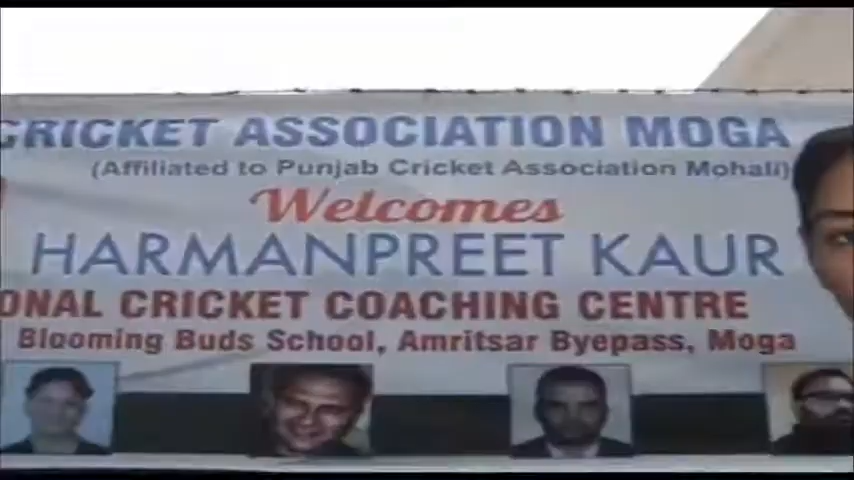 CRICKET ASSOCIATION MOGA
(Affiliated to Punjab Cricket Association Mohali)
Welcomes
HARMANPREET KAUR
ONAL CRICKET COACHING CENTRE
Blooming Buds School, Amritsar Byepass, Moga